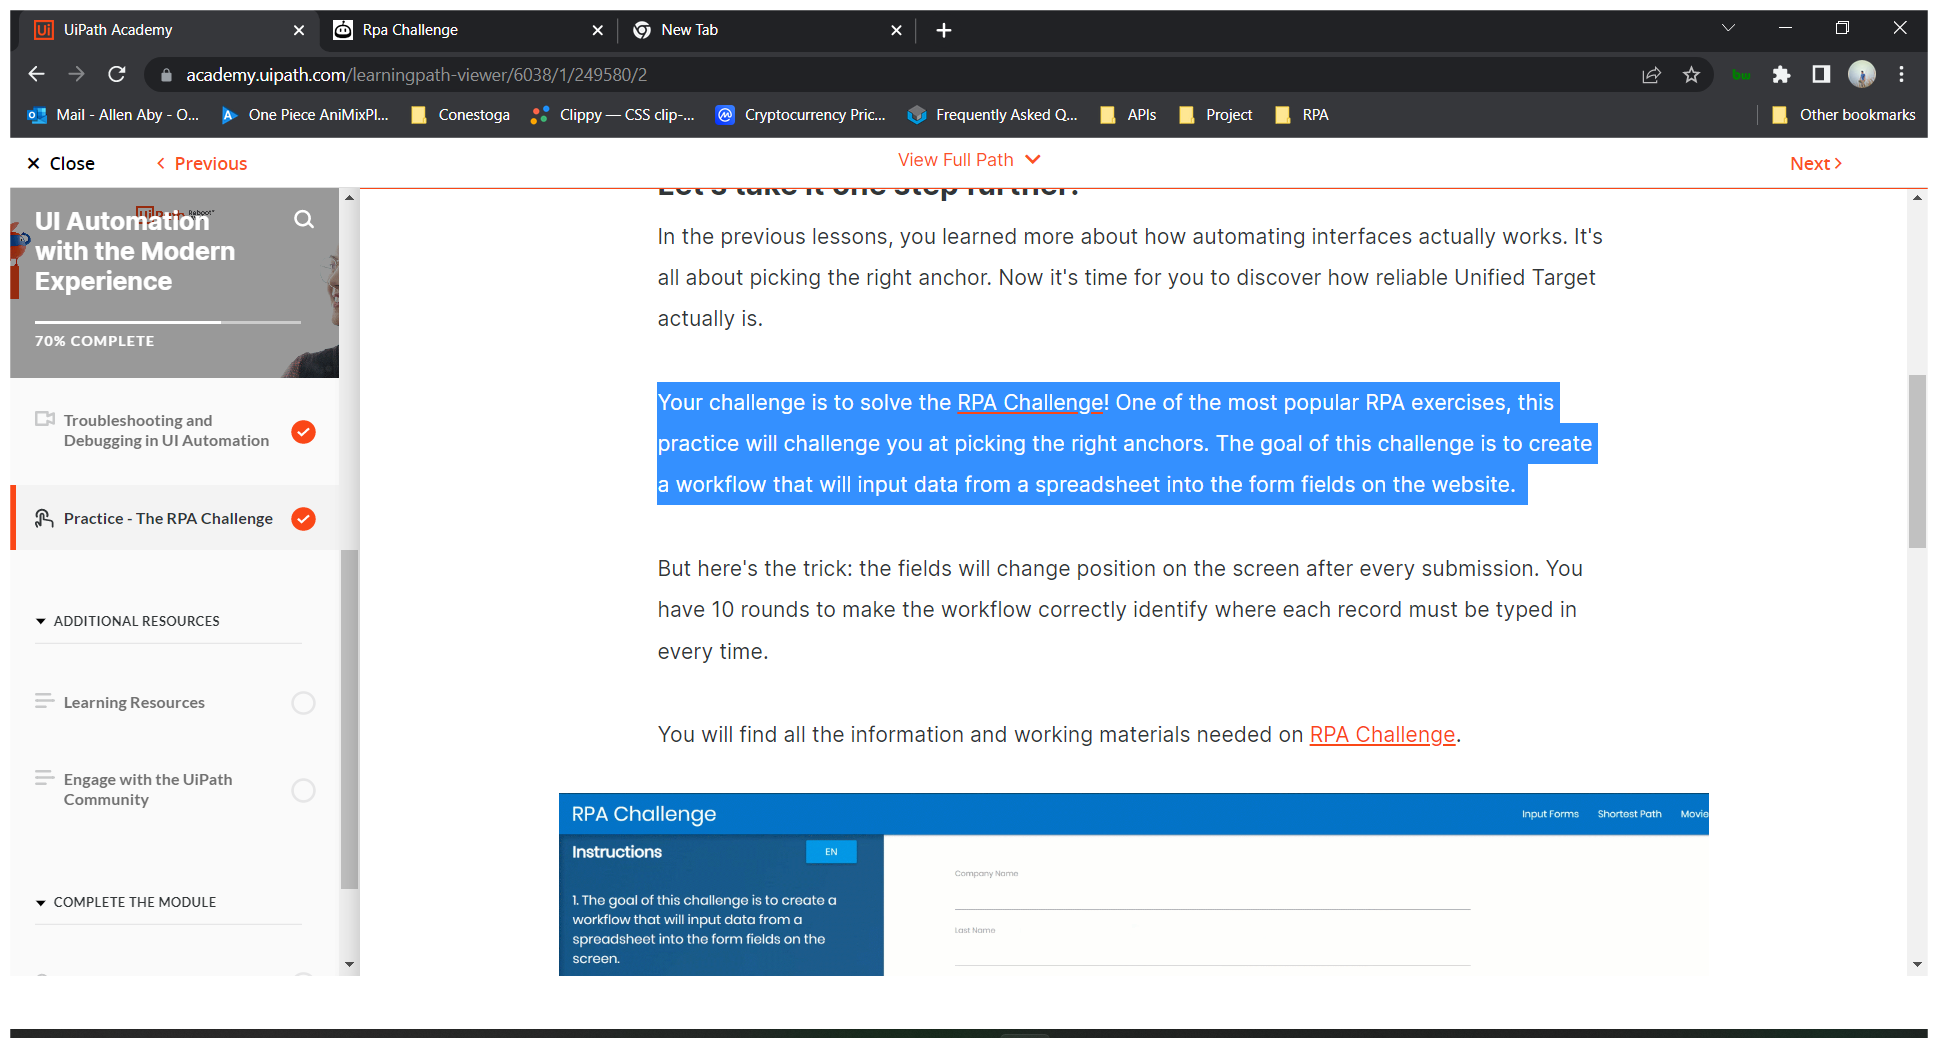 UiPath Academy
Rpa Challenge
New Tab
academy.uipath.com/learningpath-viewer/6038/1/249580/2
Mail - Allen Aby - O...
One Piece AniMixPl...
Conestoga
Clippy — CSS clip-...
Cryptocurrency Pric...
Frequently Asked Q...
APIs
Project
RPA
Other bookmarks
Close
Previous
View Full Path
Next
UI Automation
with the Modern
Experience
70% COMPLETE
Troubleshooting and
Debugging in UI Automation
Practice - The RPA Challenge
ADDITIONAL RESOURCES
Learning Resources
Engage with the UiPath
Community
COMPLETE THE MODULE
Let's take it one step further!
In the previous lessons, you learned more about how automating interfaces actually works. It's
all about picking the right anchor. Now it's time for you to discover how reliable Unified Target
actually is.
Your challenge is to solve the RPA Challenge! One of the most popular RPA exercises, this
practice will challenge you at picking the right anchors. The goal of this challenge is to create
a workflow that will input data from a spreadsheet into the form fields on the website.
But here's the trick: the fields will change position on the screen after every submission. You
have 10 rounds to make the workflow correctly identify where each record must be typed in
every time.
You will find all the information and working materials needed on RPA Challenge.
RPA Challenge
Input Forms
Shortest Path
Movie
Instructions
EN
1. The goal of this challenge is to create a
workflow that will input data from a
spreadsheet into the form fields on the
screen.
Company Name
Last Name